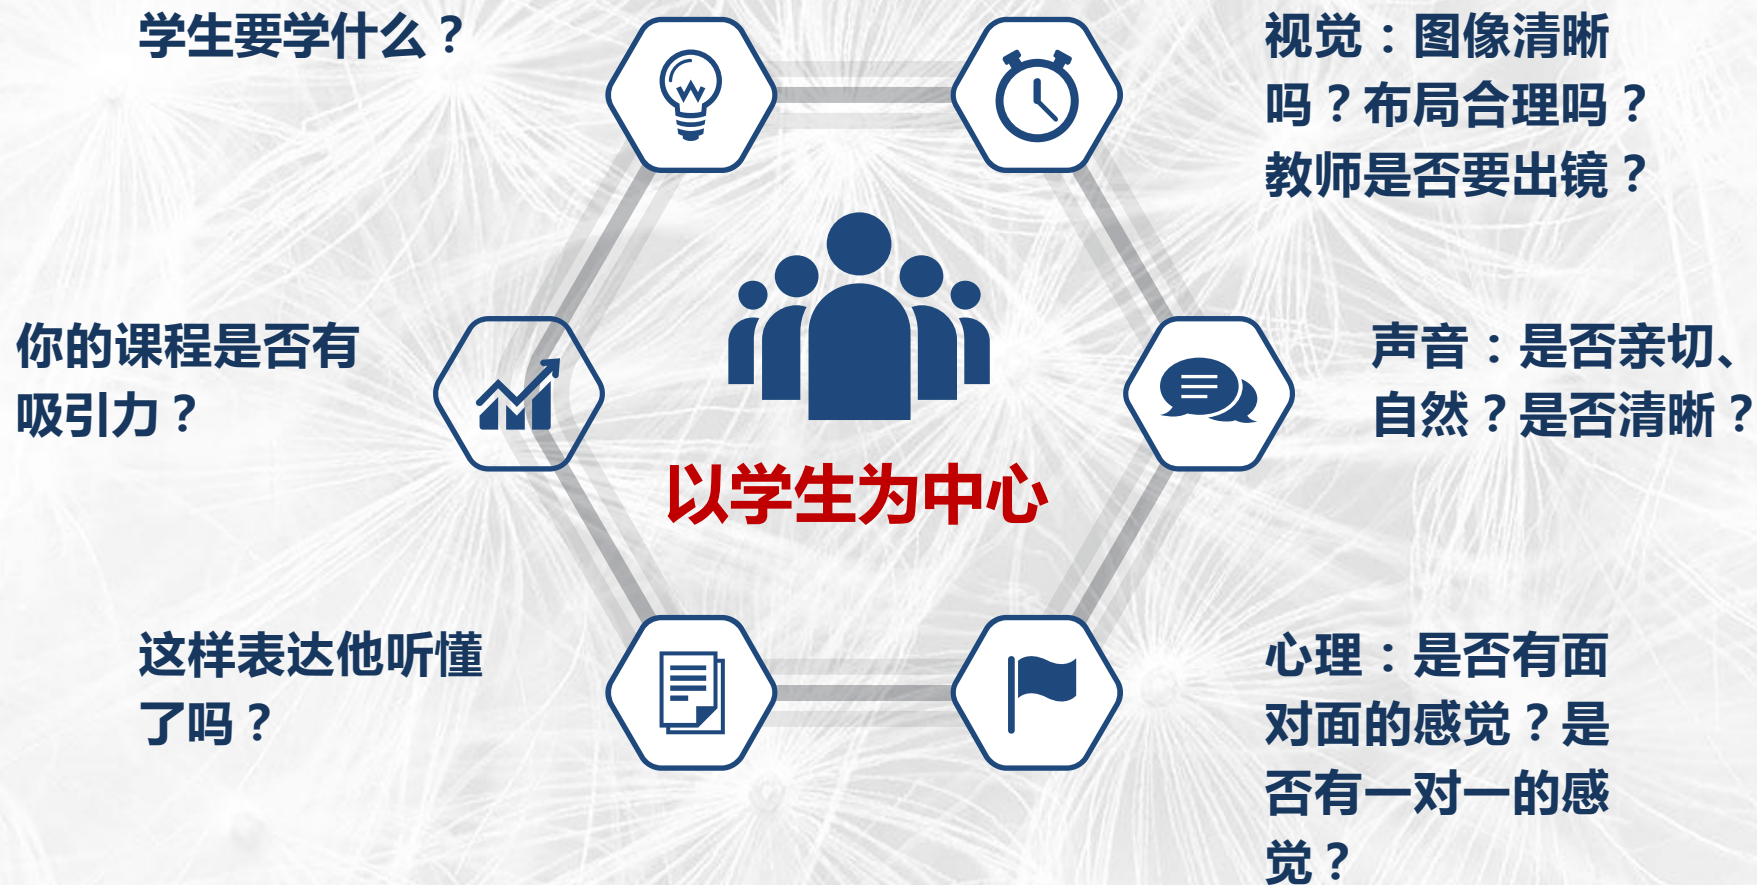 学生要学什么？
视觉：图像清晰
吗？布局合理吗？
教师是否要出镜？
你的课程是否有
吸引力？
声音：是否亲切、
自然？是否清晰？
以学生为中心
这样表达他听懂
了吗？
心理：是否有面
对面的感觉？是
否有一对一的感
觉？